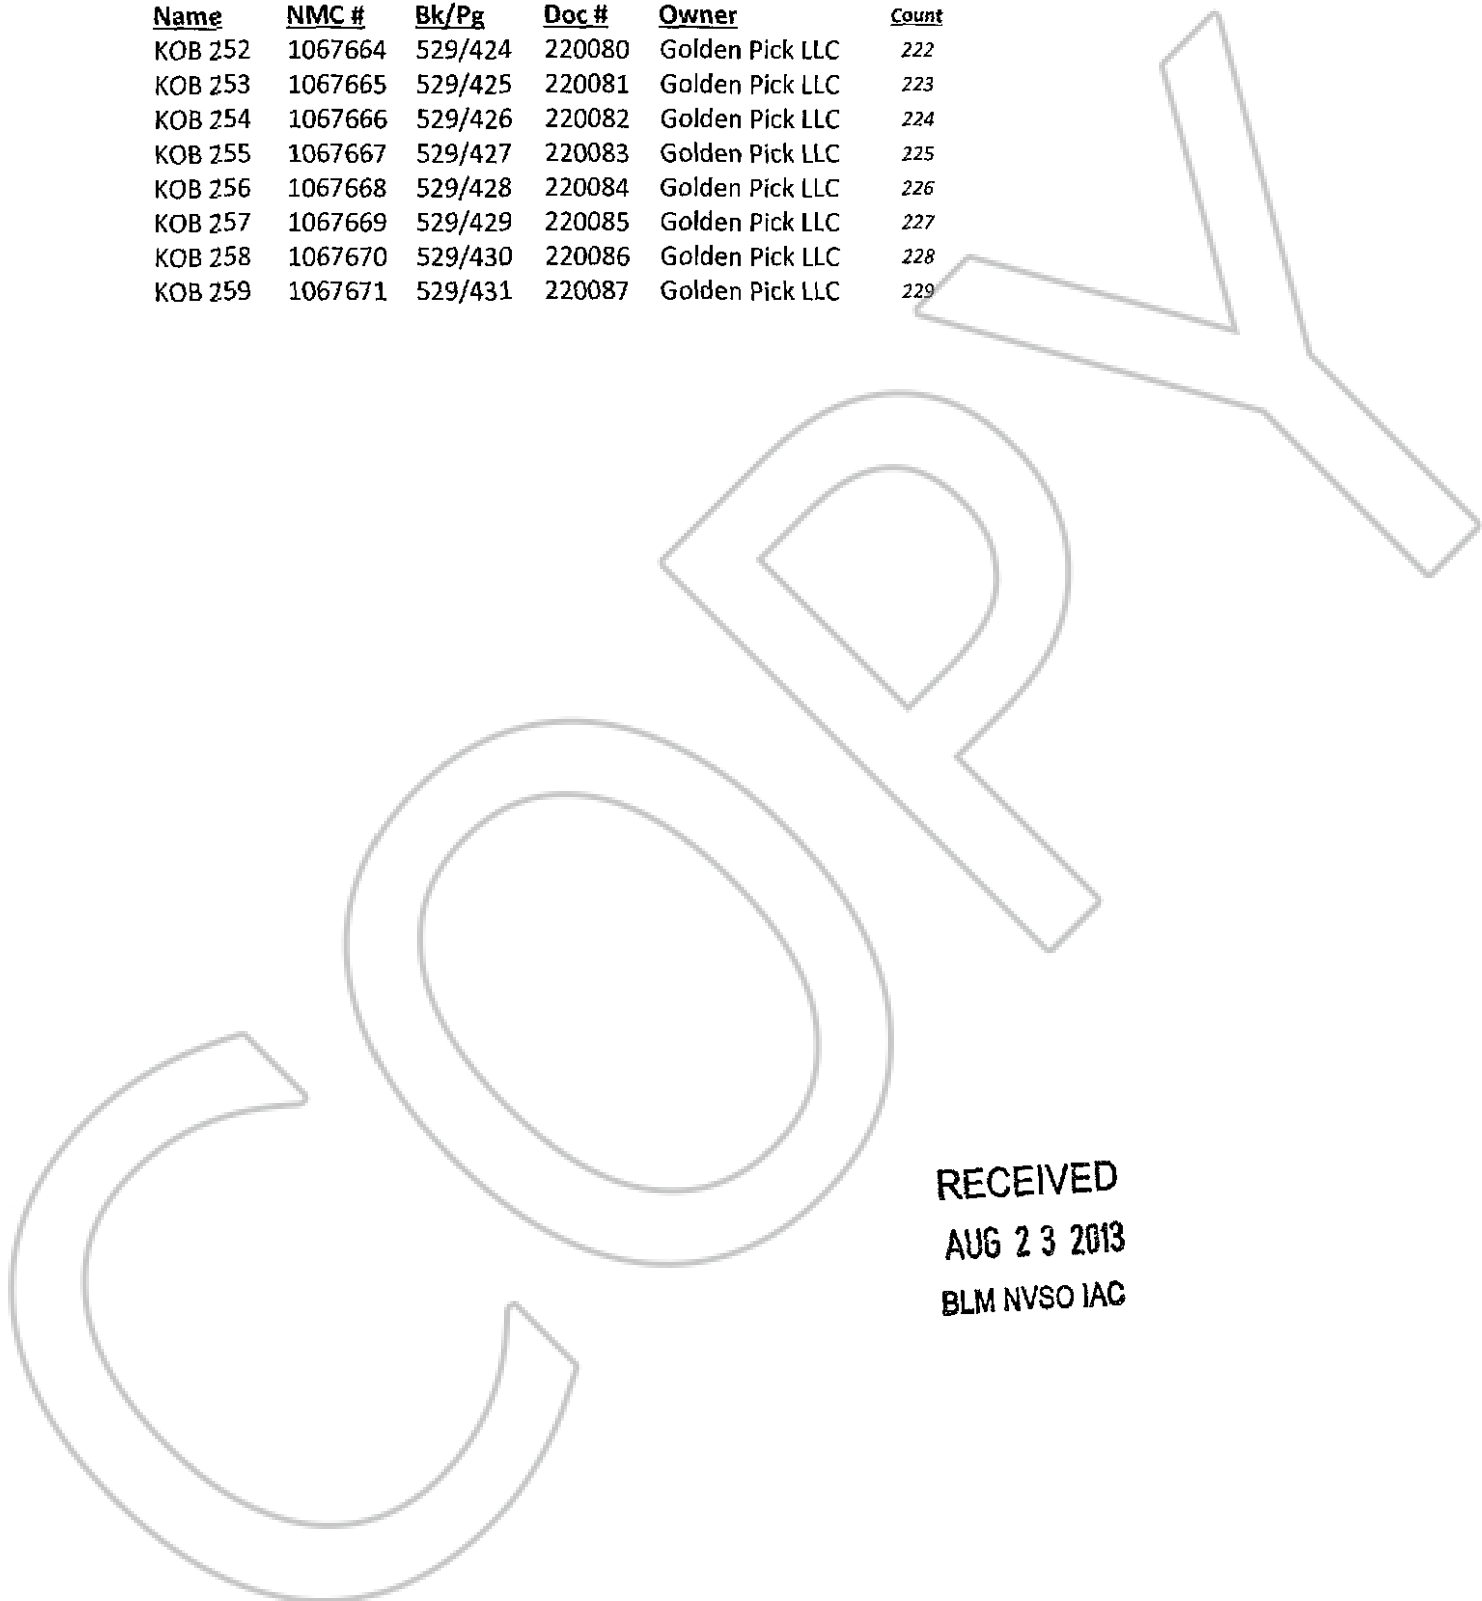 Name NMC # Bk/Pg Doc # Owner Count
KOB 252 1067664 529/424 220080 Golden Pick LLC 222
KOB 253 1067665 529/425 220081 Golden Pick LLC 223
KOB 254 1067666 529/426 220082 Golden Pick LLC 224
KOB 255 1067667 529/427 220083 Golden Pick LLC 225
KOB 256 1067668 529/428 220084 Golden Pick LLC 226
KOB 257 1067669 529/429 220085 Golden Pick LLC 227
KOB 258 1067670 529/430 220086 Golden Pick LLC 228
KOB 259 1067671 529/431 220087 Golden Pick LLC 229
COPY
RECEIVED
AUG 23 2013
BLM NVSO IAC